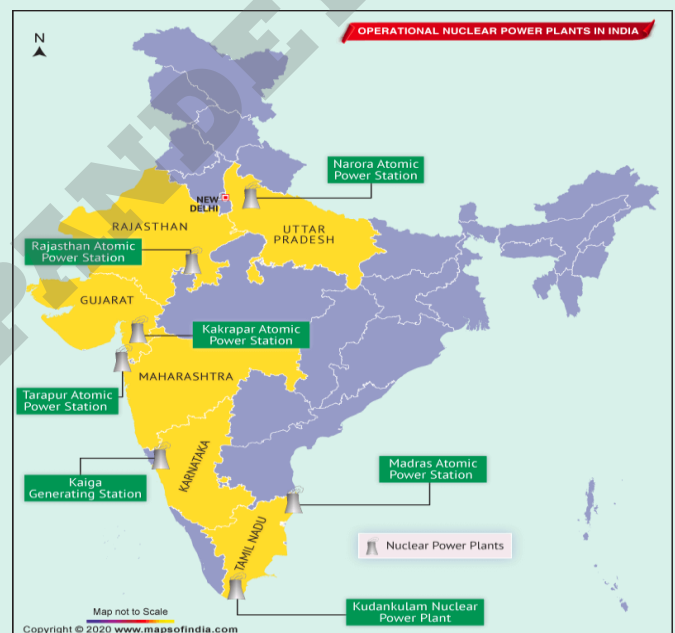 N
OPERATIONAL NUCLEAR POWER PLANTS IN INDIA
Narora Atomic
Power Station
NEW
DELHI
RAJASTHAN
UTTAR
PRADESH
Rajasthan Atomic
Power Station
GUJARAT
Kakrapar Atomic
Power Station
MAHARASHTRA
Tarapur Atomic
Power Station
KARNATAKA
Madras Atomic
Power Station
Kaiga
Generating Station
TAMIL NADU
Nuclear Power Plants
Kudankulam Nuclear
Power Plant
Map not to Scale
Copyright © 2020 www.mapsofindia.com